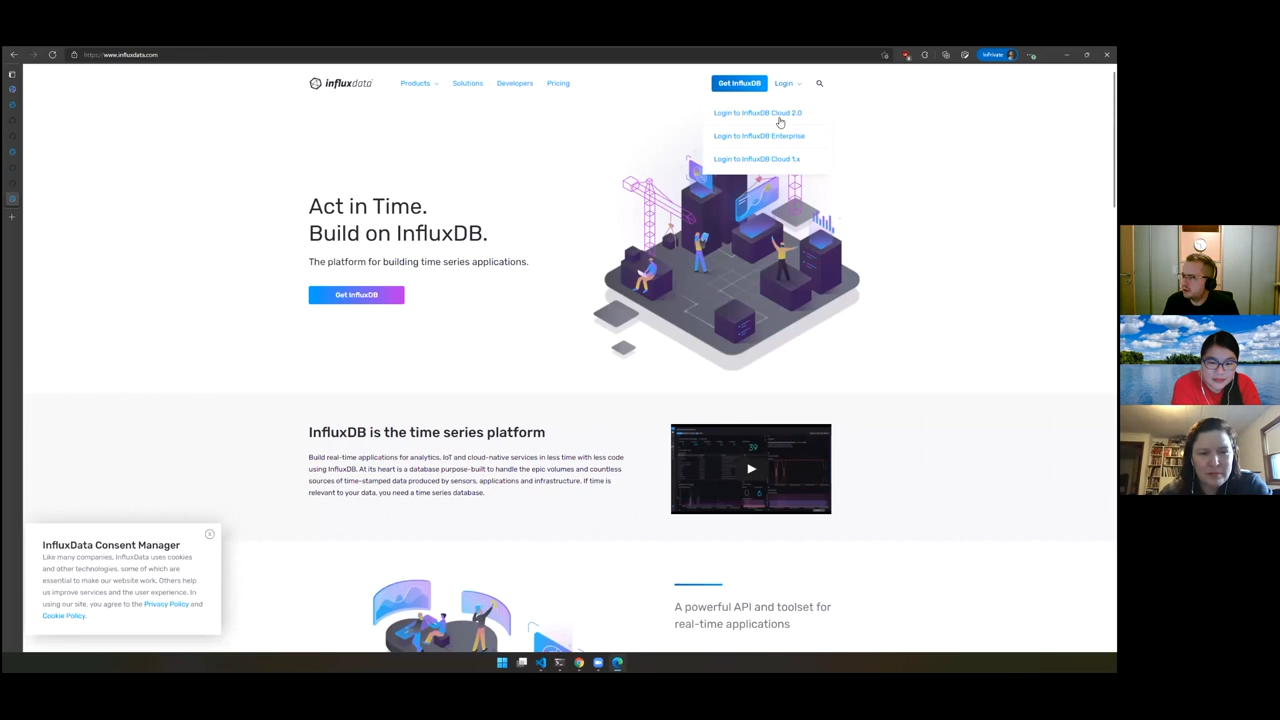 https://www.influxdata.com
InPrivate
influxdata
Products
Solutions
Developers
Pricing
Get InfluxDB
Login
Login to InfluxDB Cloud 2.0
Login to InfluxDB Enterprise
Login to InfluxDB Cloud 1.x
Act in Time.
Build on InfluxDB.
The platform for building time series applications.
Get InfluxDB
InfluxDB is the time series platform
Build real-time applications for analytics, IoT and cloud-native services in less time with less code
using InfluxDB. At its heart is a database purpose-built to handle the epic volumes and countless
sources of time-stamped data produced by sensors, applications and infrastructure. If time is
relevant to your data, you need a time series database.
39
InfluxData Consent Manager
Like many companies, InfluxData uses cookies
and other technologies, some of which are
essential to make our website work. Others help
us improve services and the user experience. In
using our site, you agree to the Privacy Policy and
Cookie Policy.
A powerful API and toolset for
real-time applications